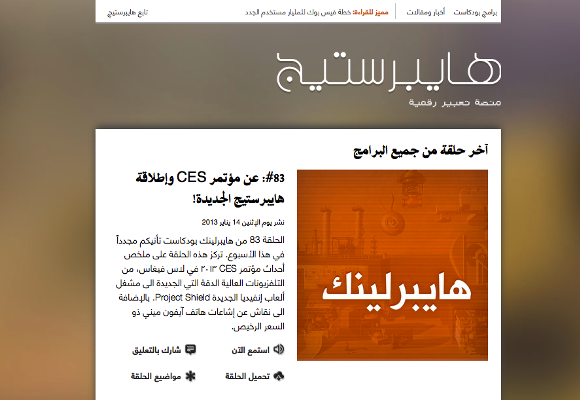 برامج بودكاست أخبار ومقالات مميز للقراءة: خطة فيس بوك للمليار مستخدم الجدد تابع هايبرستيج
هايبرستيج
منصة تعبير رقمية
آخر حلقة من جميع البرامج
هايبرلينك
#83: عن مؤتمر CES وإطلاقة
هايبرستيج الجديدة!
نشر يوم الإثنين 14 يناير 2013
الحلقة 83 من هايبرلينك بودكاست تأتيكم مجدداً
في هذا الأسبوع. تركز هذه الحلقة على ملخص
أحداث مؤتمر CES ٢٠١٣ في لاس فيغاس، من
التلفزيونات العالية الدقة التي الجديدة الى مشغل
ألعاب إنفيديا الجديدة Project Shield. بالإضافة
الى نقاش عن إشاعات هاتف آيفون ميني ذو
السعر الرخيص.
استمع الآن شارك بالتعليق
تحميل الحلقة مواضيع الحلقة